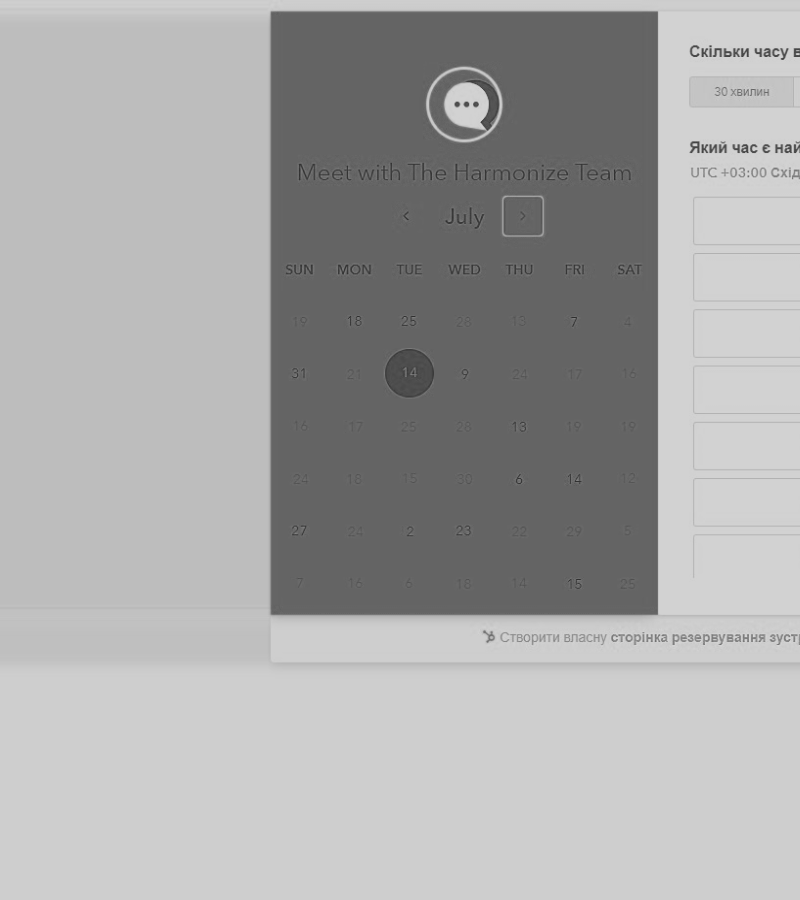 Meet with The Harmonize Team
July
SUN MON TUE WED THU FRI SAT
19 18 25 28 13 7 4
31 21 14 9 24 17 16
16 17 25 28 13 19 19
24 18 15 30 6 14 12
27 24 2 23 22 29 5
7 16 6 18 14 15 25
Скільки часу в
30 хвилин
Який час є най
UTC +03:00 Схід
Створити власну сторінка резервування зуст